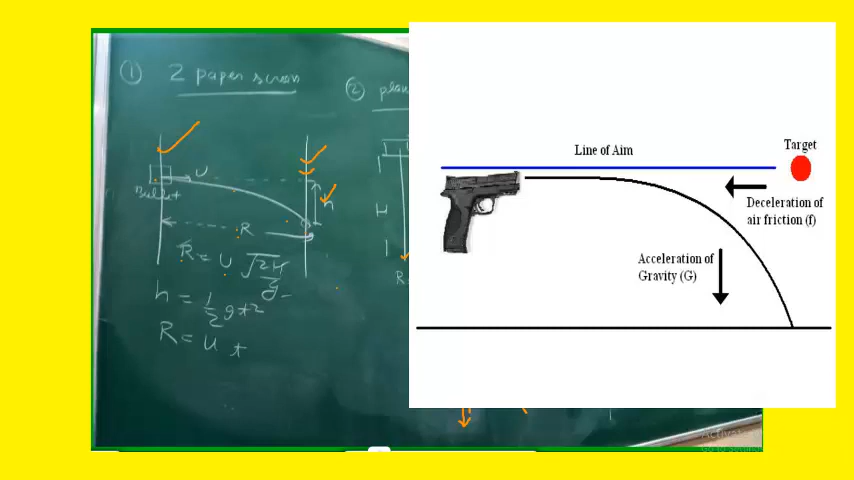 ① 2 paper screen
② plan
U
Bullet
h
R
R = U √2H/g
h = 1/2 gt²
R = U t
H
R
Line of Aim
Target
Deceleration of
air friction (f)
Acceleration of
Gravity (G)